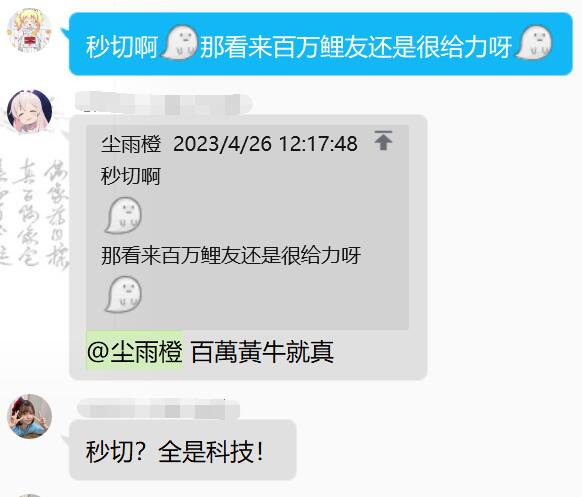 秒切啊那看来百万鲤友还是很给力呀
尘雨橙 2023/4/26 12:17:48
秒切啊
那看来百万鲤友还是很给力呀
@尘雨橙 百萬黃牛就真
秒切？全是科技！